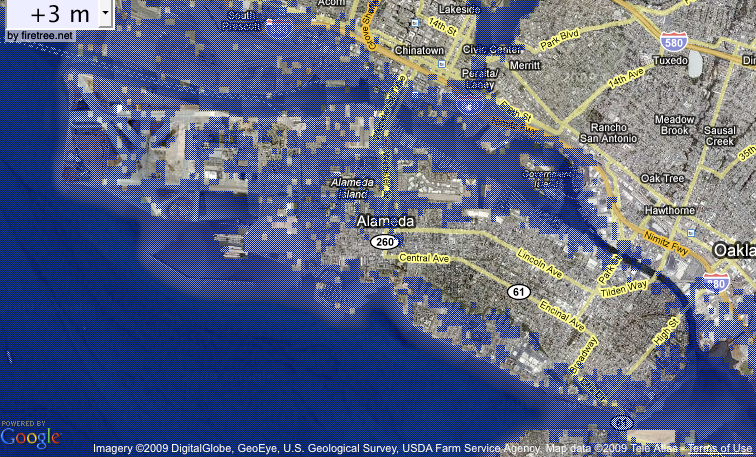 +3 m
by firetree.net
South
Prescott
Acorn
Lakeside
14th St
Chinatown
Civic Center
Park Blvd
580
Tuxedo
Merritt
Peralta/
Laney
14th Ave
Meadow
Brook
Sausal
Creek
35th
Rancho
San Antonio
Nimitz Fwy
Government
Island
Oak Tree
Hawthorne
Alameda
Island
Alameda
260
Central Ave
Lincoln Ave
Nimitz Fwy
Oakla
880
Park St
Tilden Way
61
Encinal Ave
High St
Broadway
61
POWERED BY
Google
Imagery ©2009 DigitalGlobe, GeoEye, U.S. Geological Survey, USDA Farm Service Agency, Map data ©2009 Tele Atlas - Terms of Use